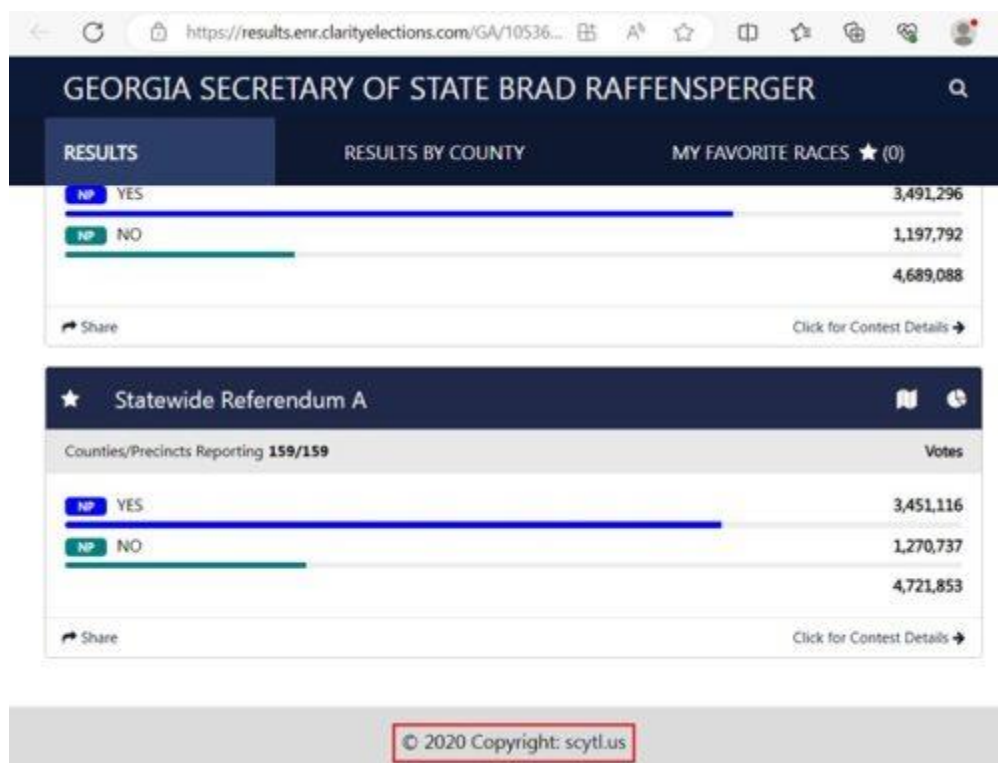 https://results.enr.clarityelections.com/GA/10536...
GEORGIA SECRETARY OF STATE BRAD RAFFENSPERGER
RESULTS RESULTS BY COUNTY MY FAVORITE RACES ★ (0)
NP YES 3,491,296
NP NO 1,197,792
4,689,088
Share Click for Contest Details →
★ Statewide Referendum A
Counties/Precincts Reporting 159/159 Votes
NP YES 3,451,116
NP NO 1,270,737
4,721,853
Share Click for Contest Details →
© 2020 Copyright: scytl.us